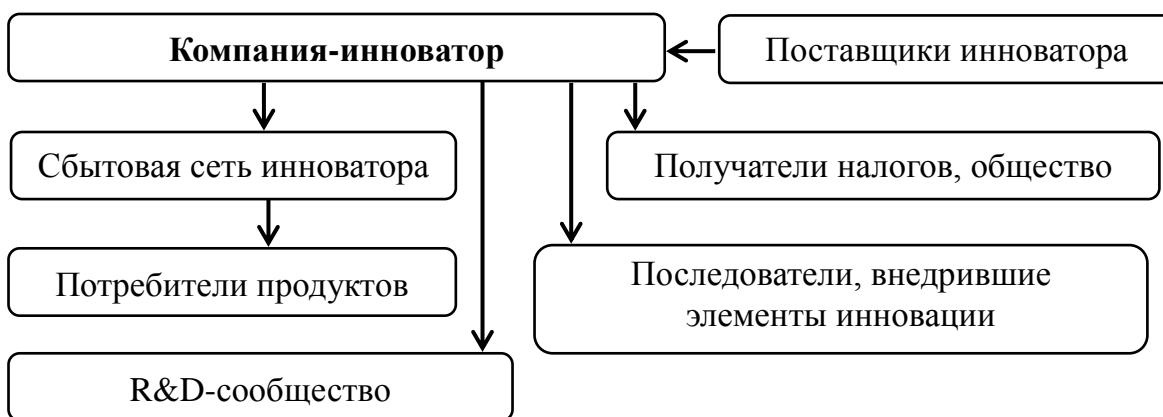 Компания-инноватор
Поставщики инноватора
Сбытовая сеть инноватора
Получатели налогов, общество
Потребители продуктов
Последователи, внедрившие
элементы инновации
R&D-сообщество